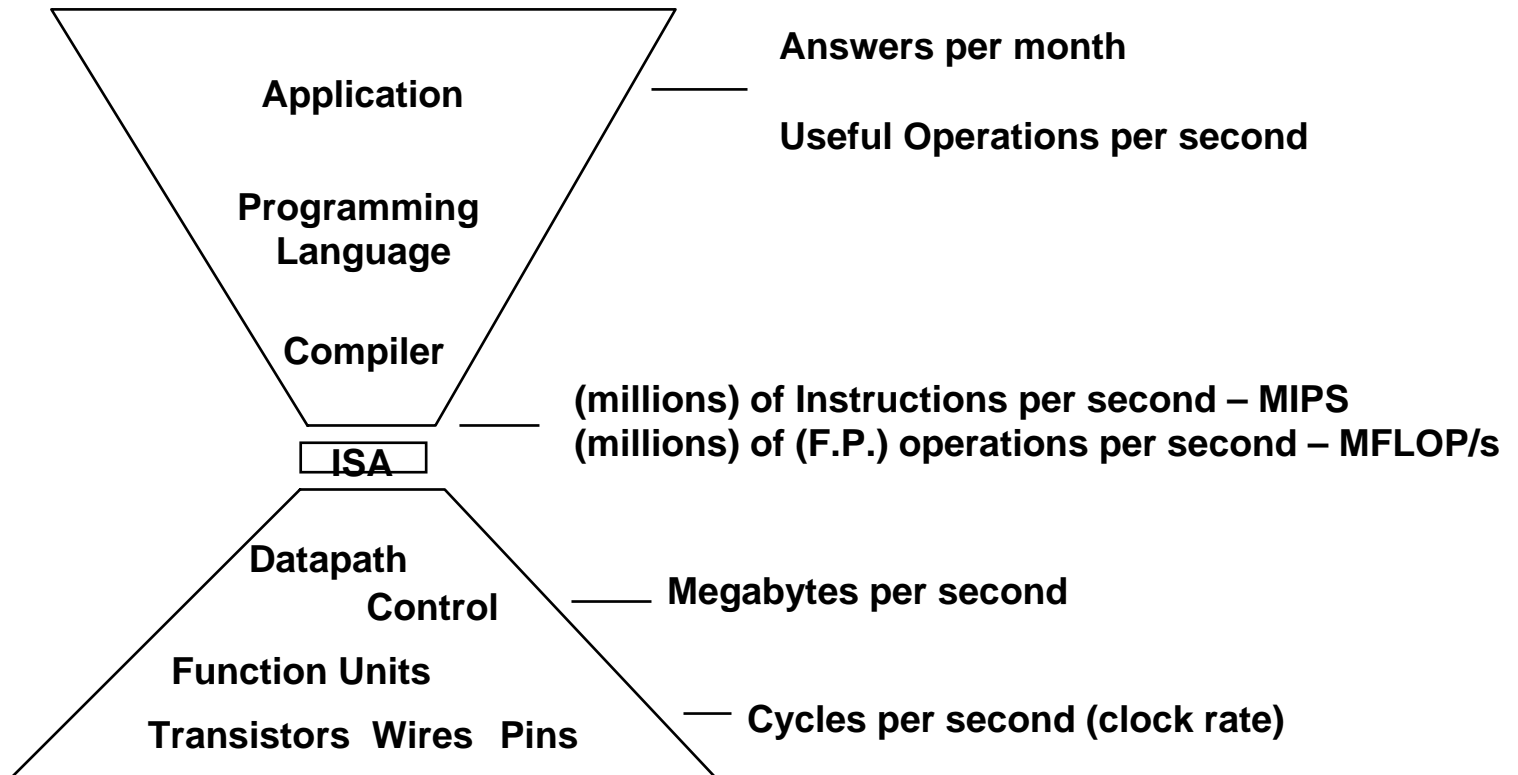 Answers per month
Application
Useful Operations per second
Programming
Language
Compiler
(millions) of Instructions per second – MIPS
(millions) of (F.P.) operations per second – MFLOP/s
ISA
Datapath
Control
Megabytes per second
Function Units
Transistors Wires Pins
Cycles per second (clock rate)